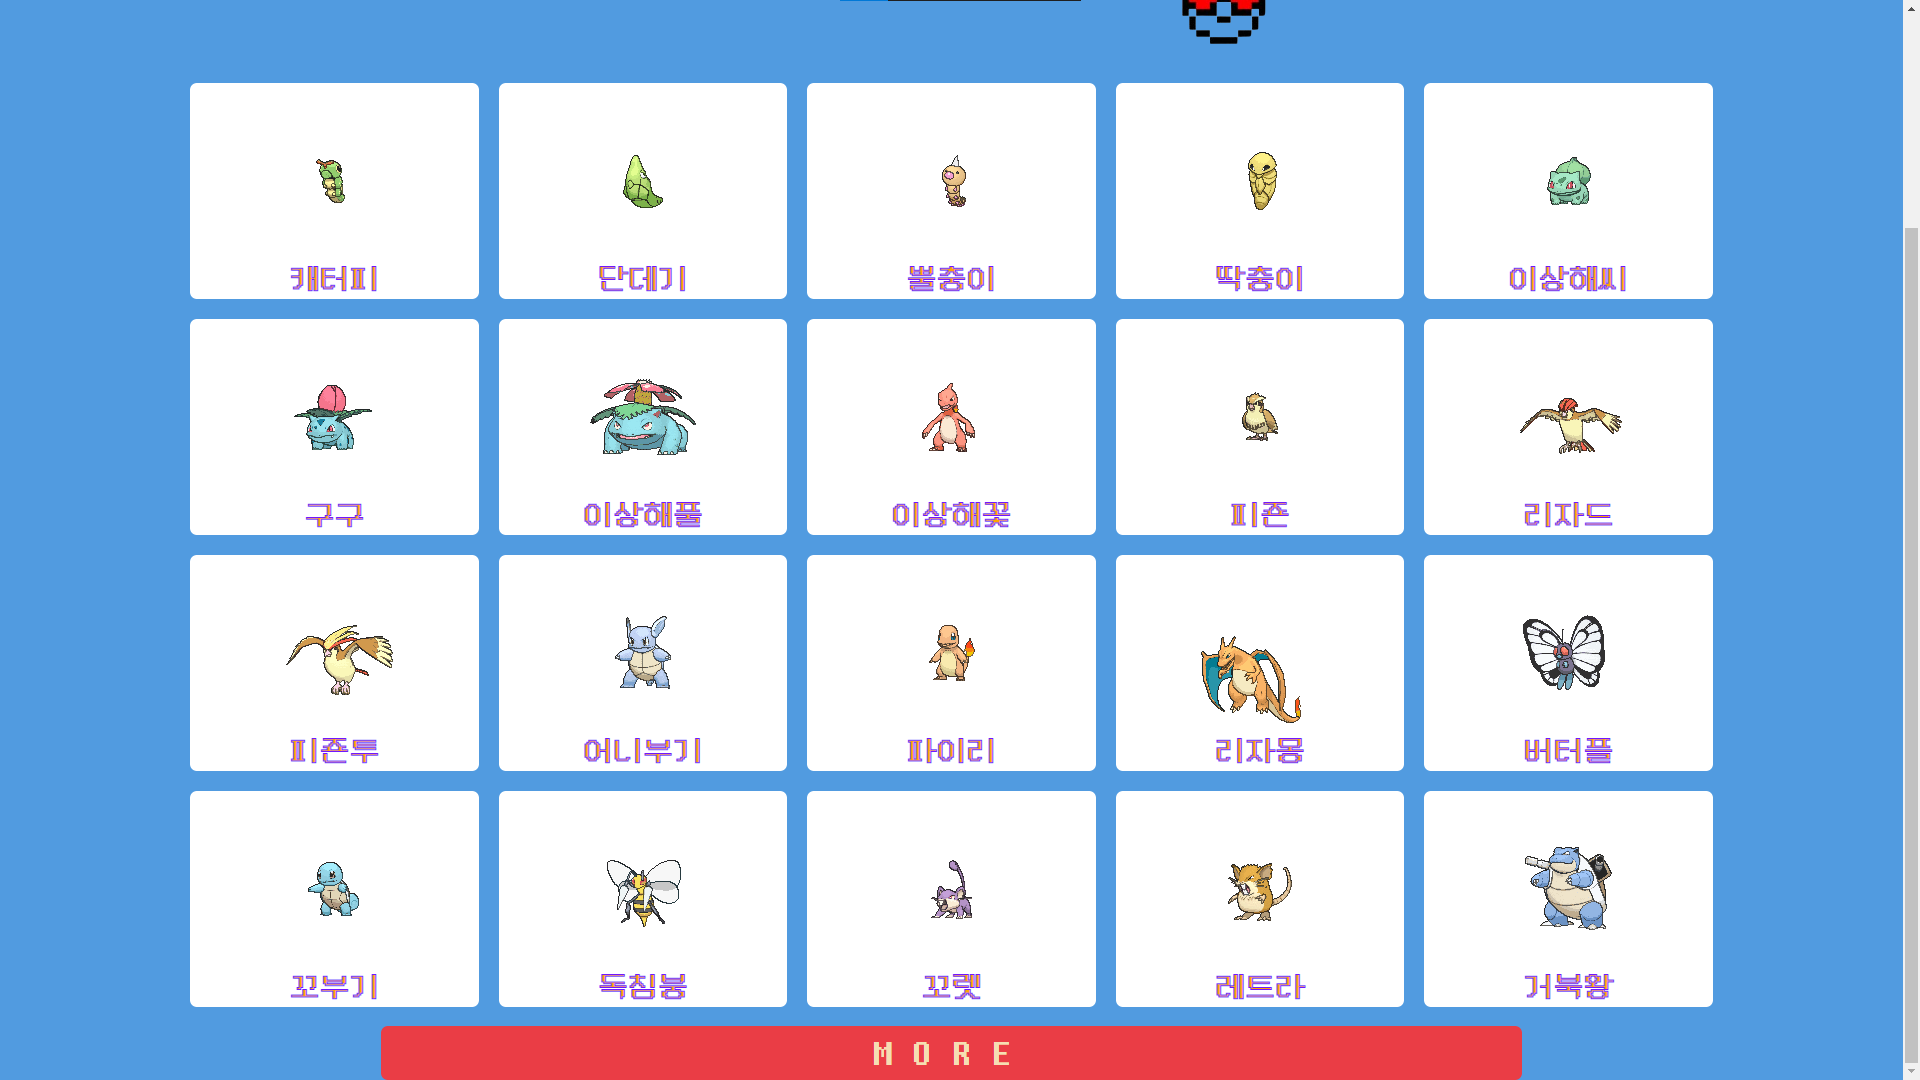 캐터피
단데기
뿔충이
딱충이
이상해씨
구구
이상해풀
이상해꽃
피죤
리자드
피죤투
어니부기
파이리
리자몽
버터플
꼬부기
독침붕
꼬렛
레트라
거북왕
MORE